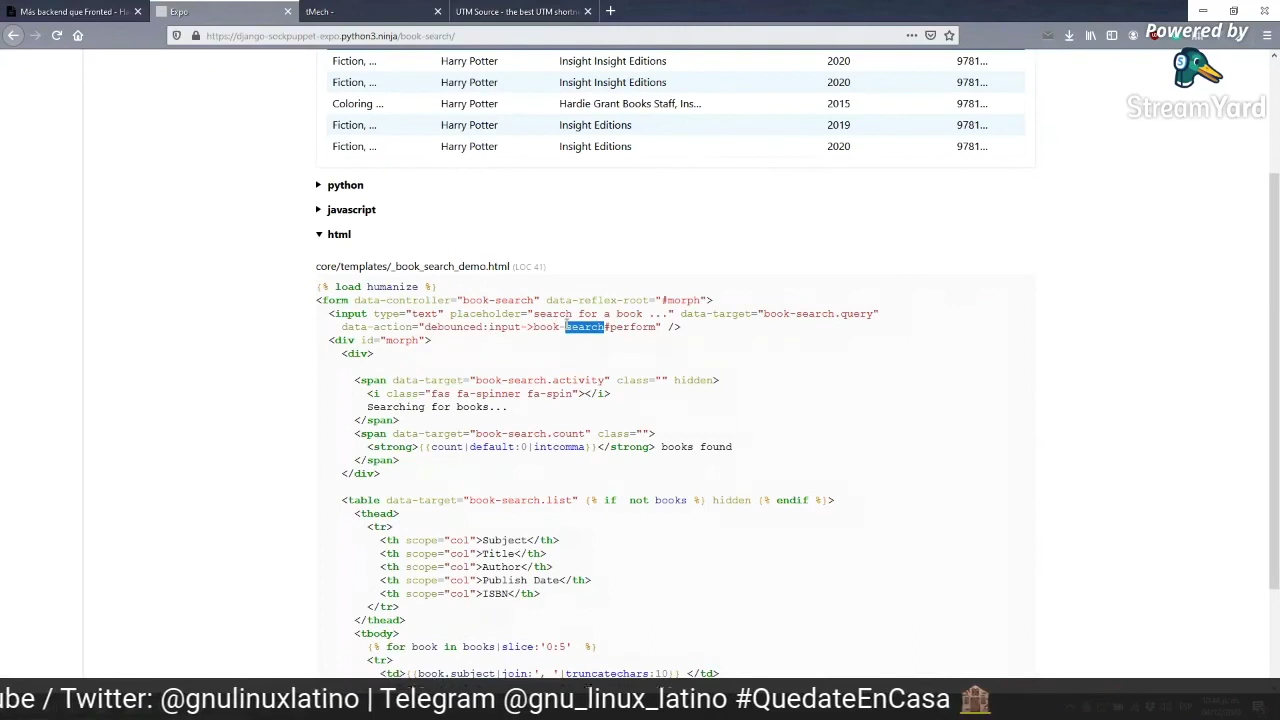 Más backend que Fronted - Ha
Expo
tMech -
UTM Source - the best UTM shortn
https://django-sockpuppet-expo.python3.ninja/book-search/
Powered by
StreamYard
Fiction, ... Harry Potter Insight Insight Editions 2020 9781...
Fiction, ... Harry Potter Insight Insight Editions 2020 9781...
Coloring ... Harry Potter Hardie Grant Books Staff, Ins... 2015 9781...
Fiction, ... Harry Potter Insight Editions 2019 9781...
Fiction, ... Harry Potter Insight Editions 2020 9781...
python
javascript
html
core/templates/_book_search_demo.html (LOC 41)
{% load humanize %}
<form data-controller="book-search" data-reflex-root="#morph">
<input type="text" placeholder="search for a book ..." data-target="book-search.query"
data-action="debounced:input->book-search#perform" />
<div id="morph">
<div>
<span data-target="book-search.activity" class="" hidden>
<i class="fas fa-spinner fa-spin"></i>
Searching for books...
</span>
<span data-target="book-search.count" class="">
<strong>{{count|default:0|intcomma}}</strong> books found
</span>
</div>
<table data-target="book-search.list" {% if not books %} hidden {% endif %}>
<thead>
<tr>
<th scope="col">Subject</th>
<th scope="col">Title</th>
<th scope="col">Author</th>
<th scope="col">Publish Date</th>
<th scope="col">ISBN</th>
</tr>
</thead>
<tbody>
{% for book in books|slice:'0:5' %}
<tr>
<td>{{book.subject|join:', '|truncatechars:10}} </td>
ube / Twitter: @gnulinuxlatino | Telegram @gnu_linux_latino #QuedateEnCasa